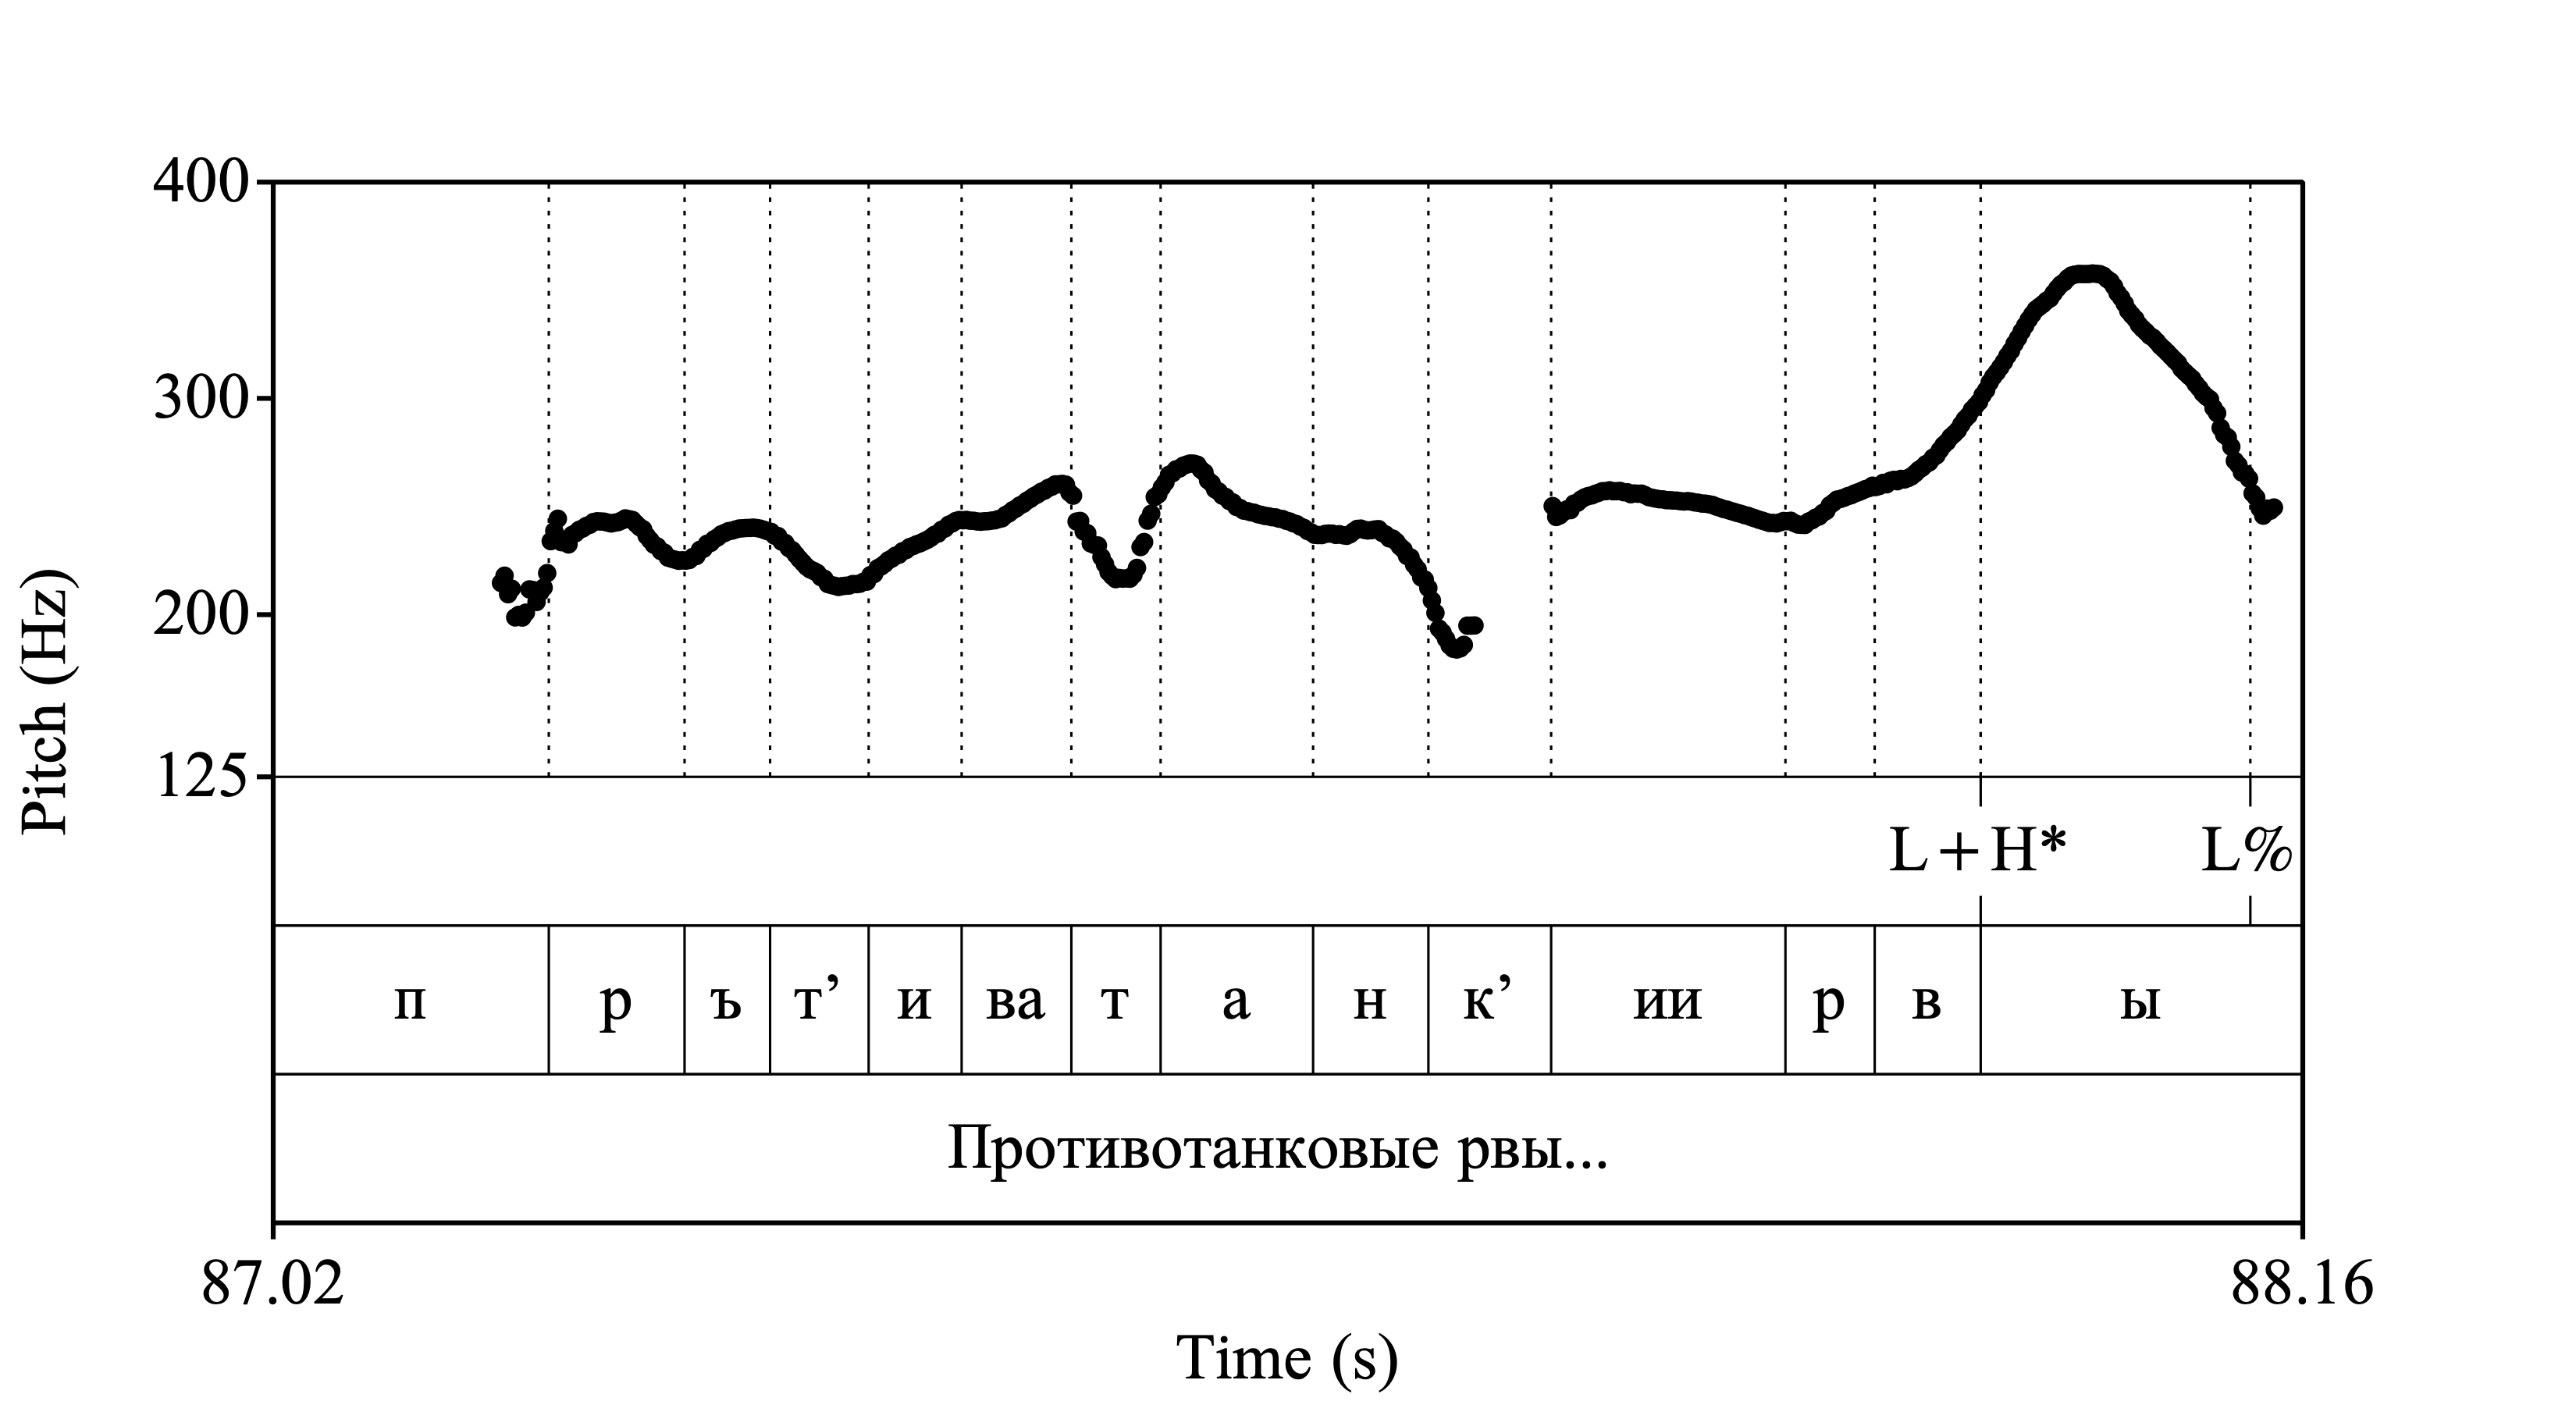 400
300
200
125
Pitch (Hz)
L+H* L%
п р ъ т’ и ва т а н к’ ии р в ы
Противотанковые рвы...
87.02 88.16
Time (s)